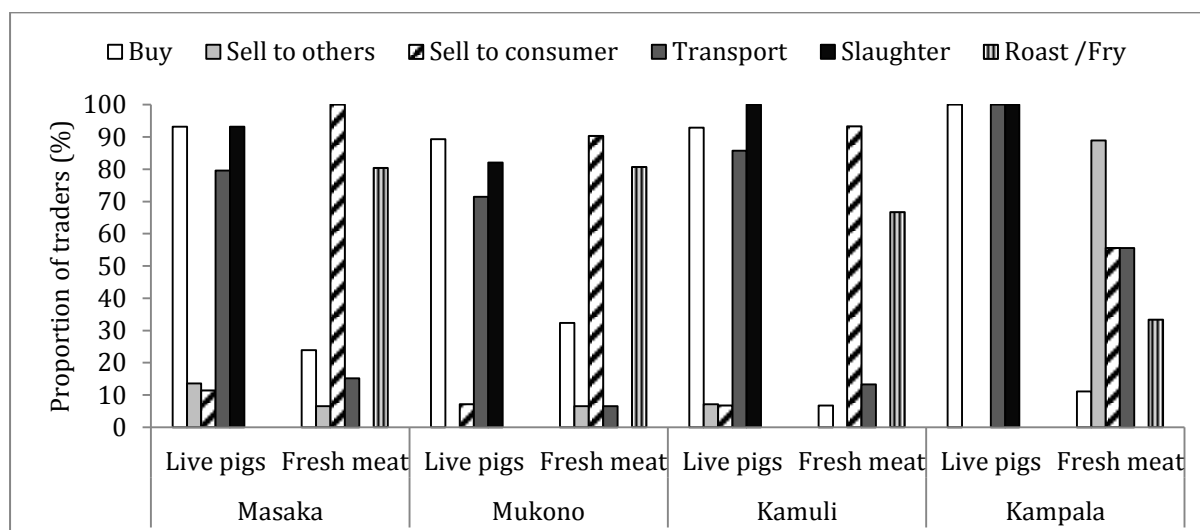 Buy Sell to others Sell to consumer Transport Slaughter Roast /Fry
Proportion of traders (%)
100
90
80
70
60
50
40
30
20
10
0
Live pigs Fresh meat Live pigs Fresh meat Live pigs Fresh meat Live pigs Fresh meat
Masaka Mukono Kamuli Kampala